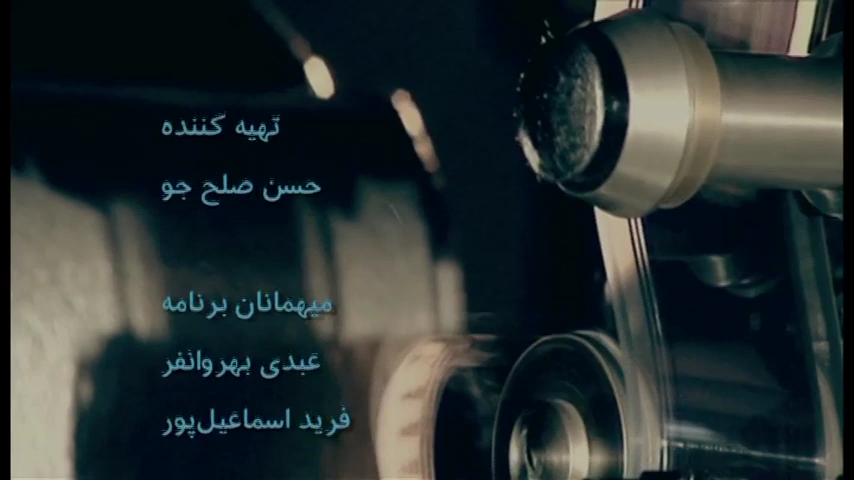 تهیه کننده
حسن صلح جو
میهمانان برنامه
عبدی بهروانفر
فرید اسماعیل‌پور